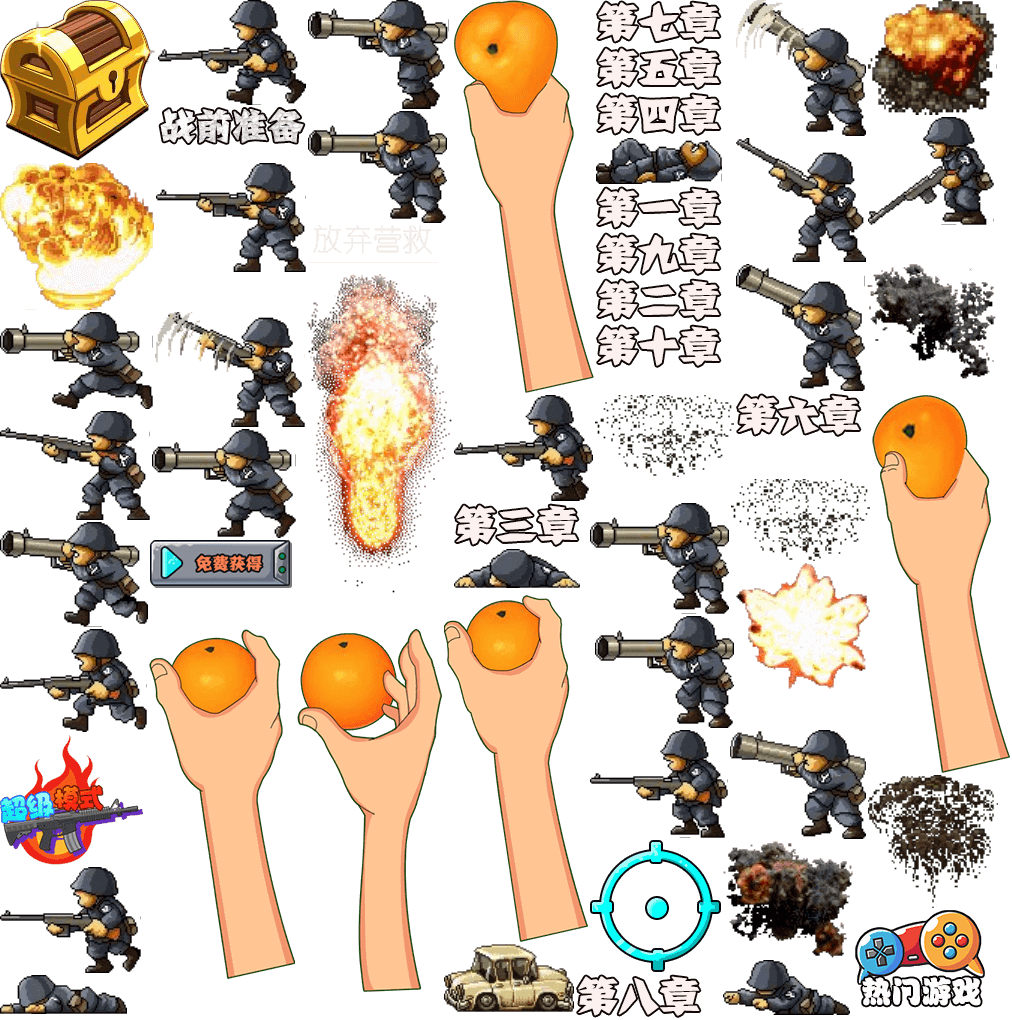 第七章
第五章
第四章
战前准备
第一章
放弃营救
第九章
第二章
第十章
第六章
第三章
免费获得
超级模式
第八章
热门游戏